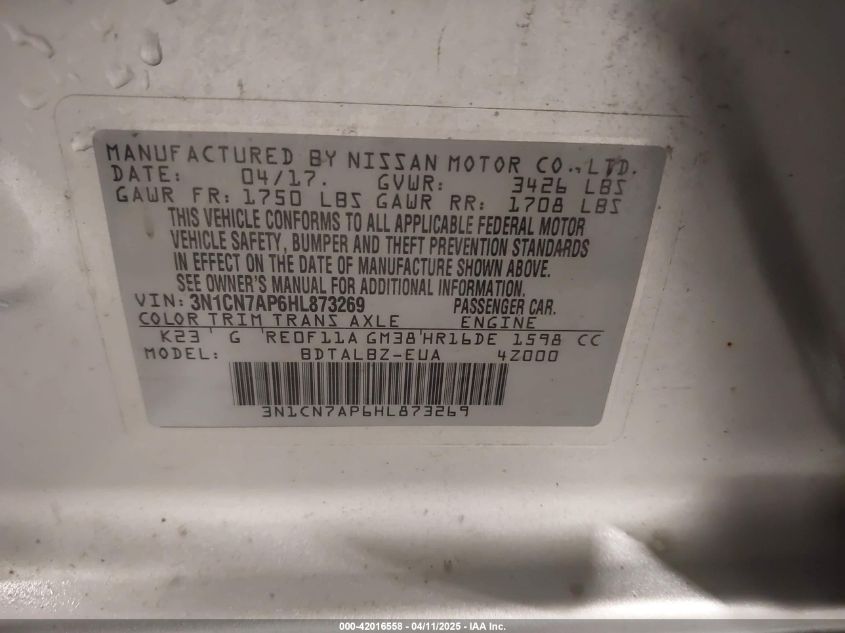 MANUFACTURED BY NISSAN MOTOR CO.,LTD.
DATE: 04/17. GVWR: 3426 LBS
GAWR FR: 1750 LBS GAWR RR: 1708 LBS
THIS VEHICLE CONFORMS TO ALL APPLICABLE FEDERAL MOTOR
VEHICLE SAFETY, BUMPER AND THEFT PREVENTION STANDARDS
IN EFFECT ON THE DATE OF MANUFACTURE SHOWN ABOVE.
SEE OWNER'S MANUAL FOR ADDITIONAL INFORMATION.
VIN: 3N1CN7AP6HL873269 PASSENGER CAR.
COLOR TRIM TRANS AXLE ENGINE
K23 G RE0F11A GM38 HR16DE 1598 CC
MODEL: BDTALBZ-EUA 4Z000
3N1CN7AP6HL873269
000-42016558 - 04/11/2025 - IAA Inc.